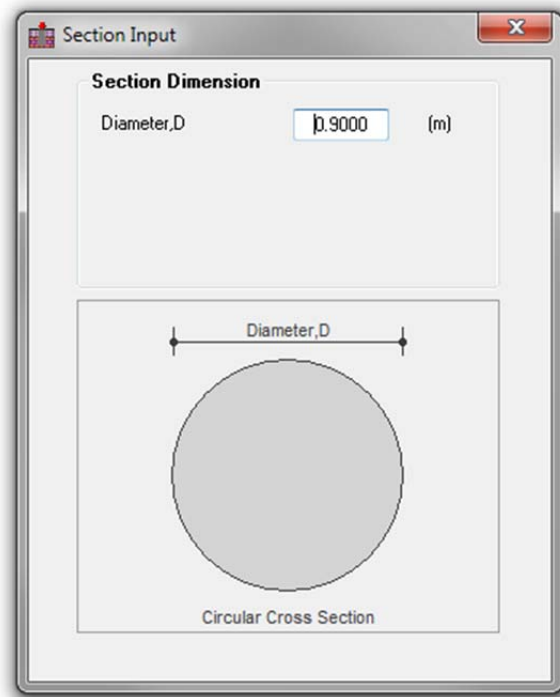 Section Input
Section Dimension
Diameter,D 0.9000 (m)
Diameter,D
Circular Cross Section